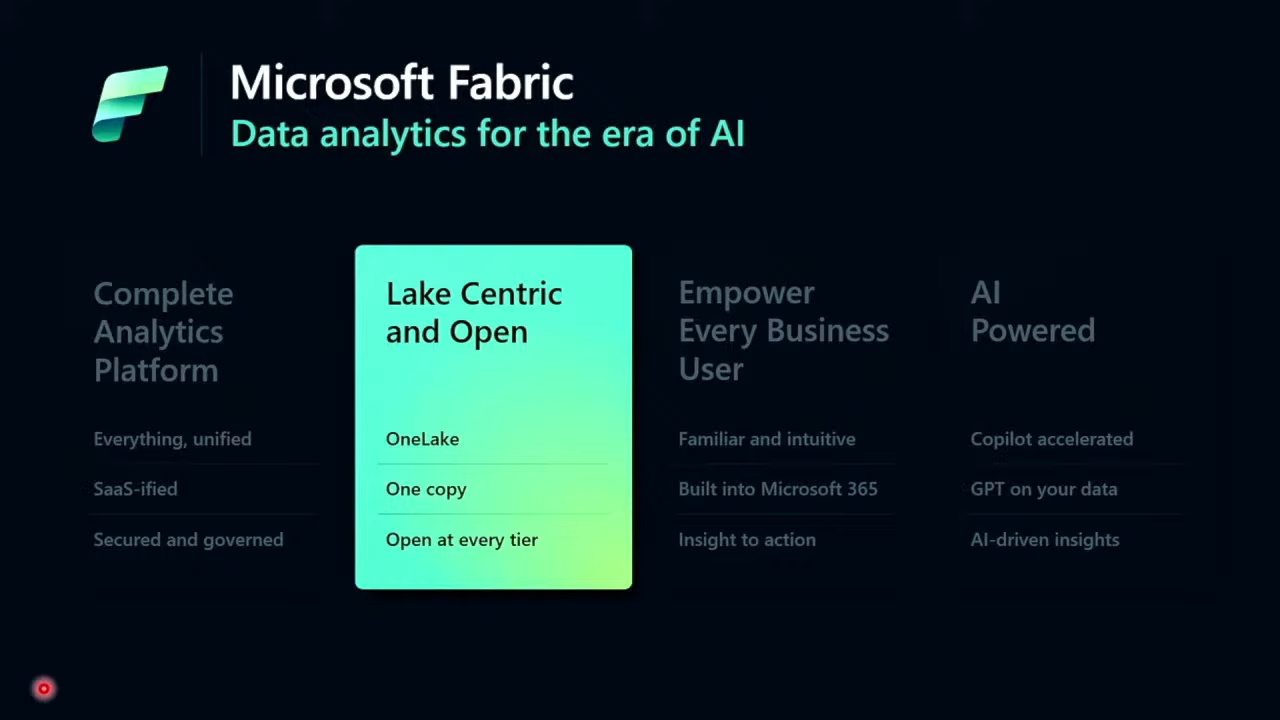 Microsoft Fabric
Data analytics for the era of AI
Complete
Analytics
Platform
Everything, unified
SaaS-ified
Secured and governed
Lake Centric
and Open
OneLake
One copy
Open at every tier
Empower
Every Business
User
Familiar and intuitive
Built into Microsoft 365
Insight to action
AI
Powered
Copilot accelerated
GPT on your data
AI-driven insights